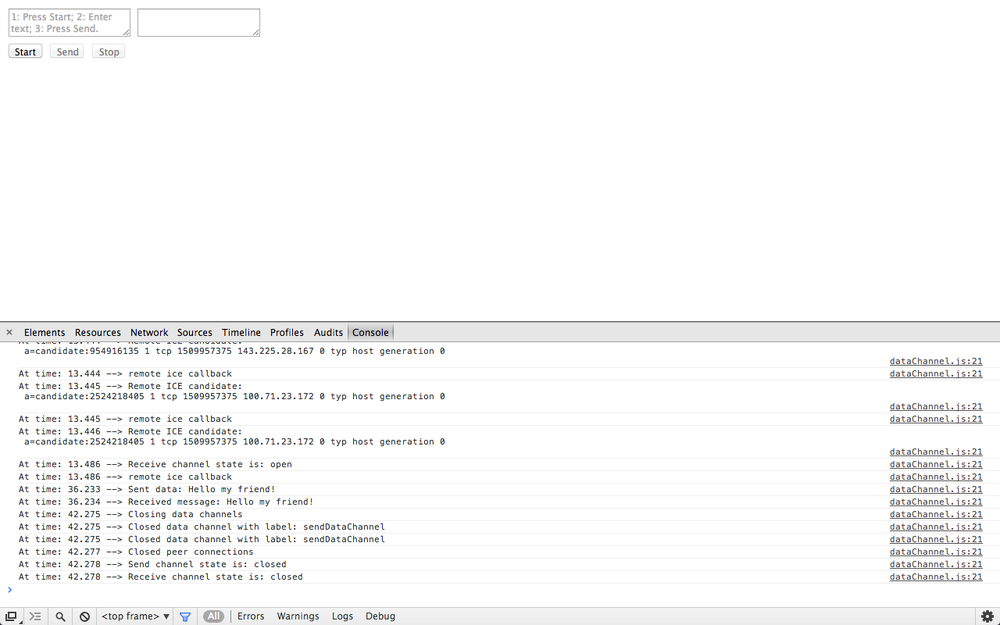 1: Press Start; 2: Enter
text; 3: Press Send.
Start Send Stop
× Elements Resources Network Sources Timeline Profiles Audits Console
Remote ICE candidate:
a=candidate:954916135 1 tcp 1509957375 143.225.28.167 0 typ host generation 0
dataChannel.js:21
At time: 13.444 --> remote ice callback dataChannel.js:21
At time: 13.445 --> Remote ICE candidate:
a=candidate:2524218405 1 tcp 1509957375 100.71.23.172 0 typ host generation 0
dataChannel.js:21
At time: 13.445 --> remote ice callback dataChannel.js:21
At time: 13.446 --> Remote ICE candidate:
a=candidate:2524218405 1 tcp 1509957375 100.71.23.172 0 typ host generation 0
dataChannel.js:21
At time: 13.486 --> Receive channel state is: open dataChannel.js:21
At time: 13.486 --> remote ice callback dataChannel.js:21
At time: 36.233 --> Sent data: Hello my friend! dataChannel.js:21
At time: 36.234 --> Received message: Hello my friend! dataChannel.js:21
At time: 42.275 --> Closing data channels dataChannel.js:21
At time: 42.275 --> Closed data channel with label: sendDataChannel dataChannel.js:21
At time: 42.275 --> Closed data channel with label: sendDataChannel dataChannel.js:21
At time: 42.277 --> Closed peer connections dataChannel.js:21
At time: 42.278 --> Send channel state is: closed dataChannel.js:21
At time: 42.278 --> Receive channel state is: closed dataChannel.js:21
>
<top frame> ▼ All Errors Warnings Logs Debug